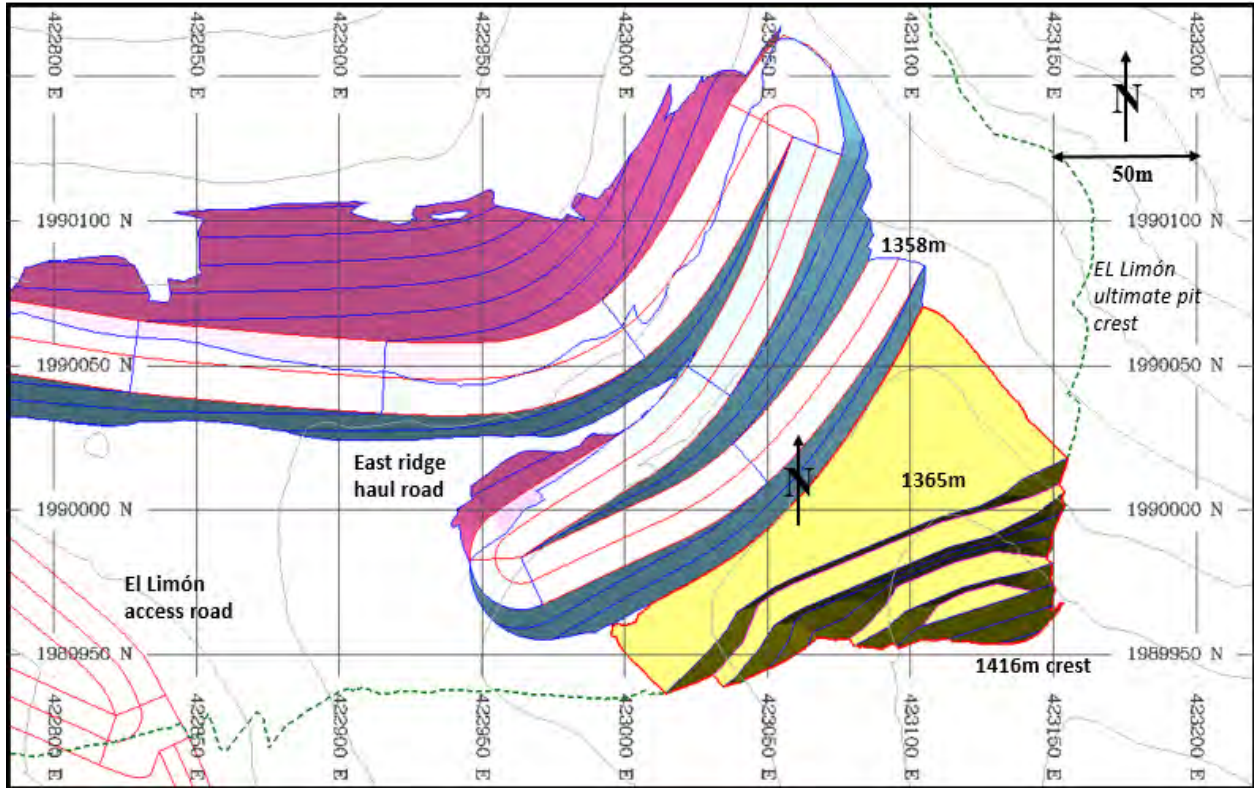 422800 E
422850 E
422900 E
422950 E
423000 E
423050 E
423100 E
423150 E
423200 E
N
50m
1990100 N
1990100 N
1358m
EL Limón
ultimate pit
crest
1990050 N
1990050 N
East ridge
haul road
1365m
N
1990000 N
1990000 N
El Limón
access road
1989950 N
1989950 N
1416m crest
422800 E
422850 E
422900 E
422950 E
423000 E
423050 E
423100 E
423150 E
423200 E